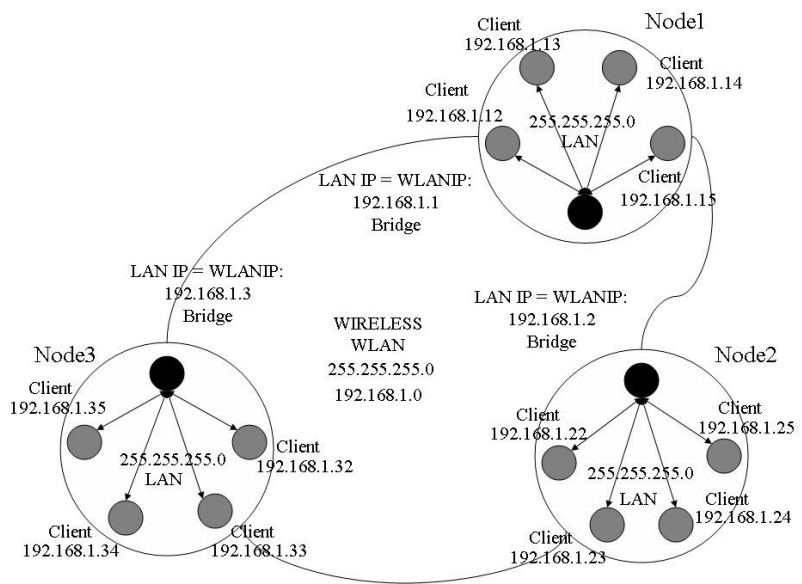 Node1
Client
192.168.1.13
Client
192.168.1.14
Client
192.168.1.12
255.255.255.0
LAN
Client
192.168.1.15
LAN IP = WLANIP:
192.168.1.1
Bridge
LAN IP = WLANIP:
192.168.1.3
Bridge
LAN IP = WLANIP:
192.168.1.2
Bridge
WIRELESS
WLAN
255.255.255.0
192.168.1.0
Node3
Client
192.168.1.35
255.255.255.0
LAN
Client
192.168.1.32
Client
192.168.1.34
Client
192.168.1.33
Node2
Client
192.168.1.22
Client
192.168.1.25
255.255.255.0
LAN
Client
192.168.1.24
Client
192.168.1.23